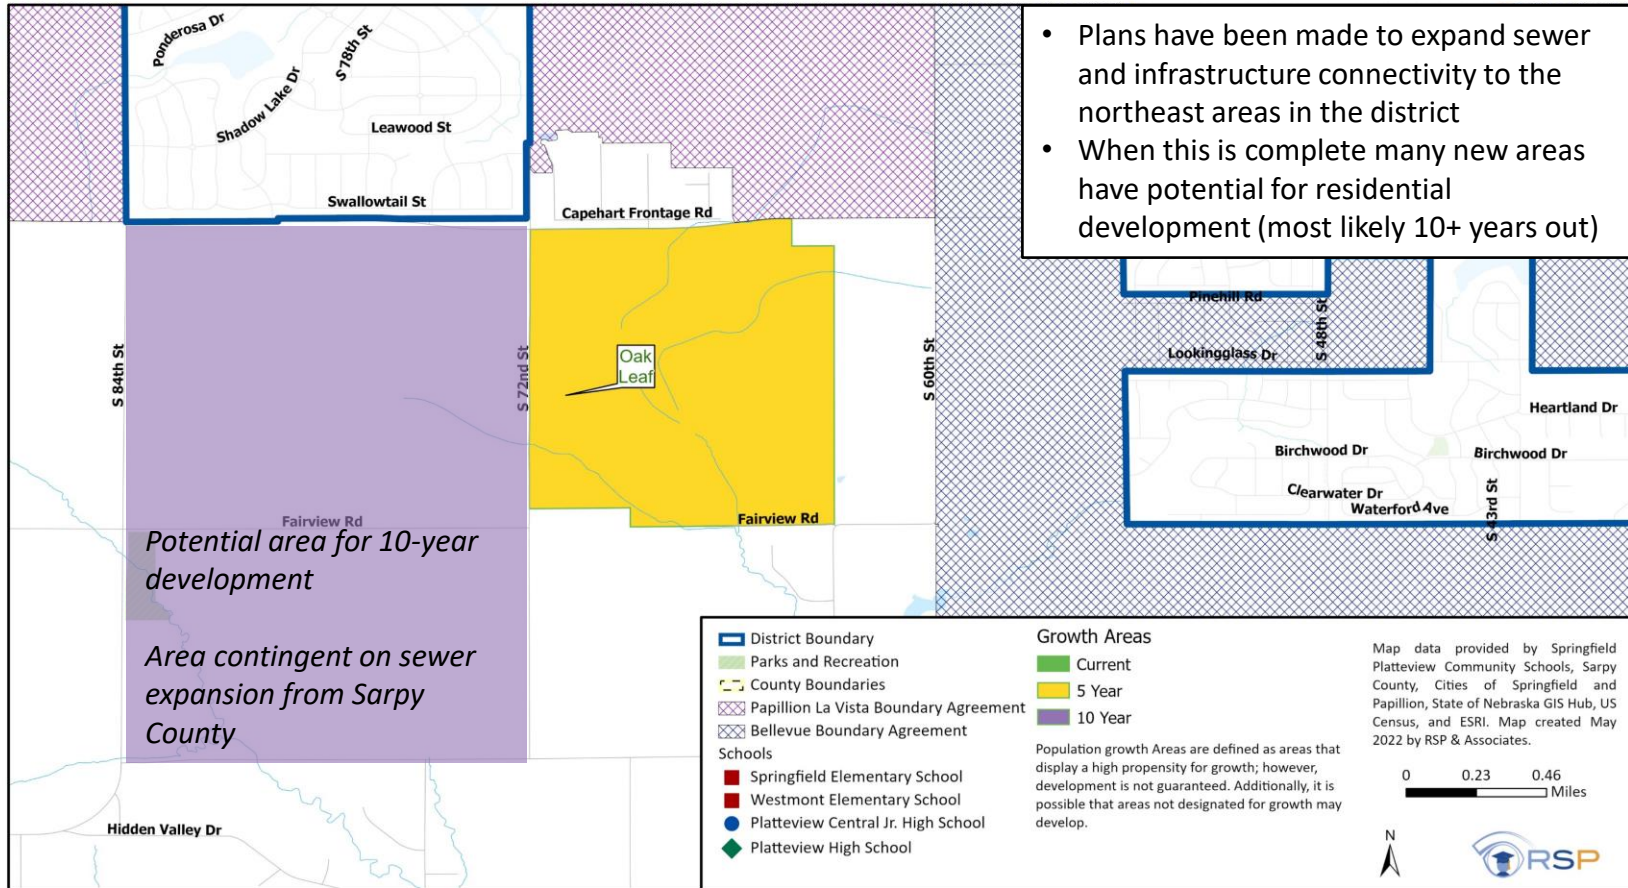 • Plans have been made to expand sewer
and infrastructure connectivity to the
northeast areas in the district
• When this is complete many new areas
have potential for residential
development (most likely 10+ years out)
Ponderosa Dr
S 78th St
Shadow Lake Dr
Leawood St
Swallowtail St
Capehart Frontage Rd
Pinehill Rd
S 48th St
Lookingglass Dr
S 84th St
S 72nd St
Oak
Leaf
S 60th St
Heartland Dr
Birchwood Dr
Birchwood Dr
Clearwater Dr
Waterford Ave
S 43rd St
Fairview Rd
Fairview Rd
Potential area for 10-year
development
Area contingent on sewer
expansion from Sarpy
County
Hidden Valley Dr
District Boundary
Parks and Recreation
County Boundaries
Papillion La Vista Boundary Agreement
Bellevue Boundary Agreement
Schools
Springfield Elementary School
Westmont Elementary School
Platteview Central Jr. High School
Platteview High School
Growth Areas
Current
5 Year
10 Year
Population growth Areas are defined as areas that
display a high propensity for growth; however,
development is not guaranteed. Additionally, it is
possible that areas not designated for growth may
develop.
Map data provided by Springfield
Platteview Community Schools, Sarpy
County, Cities of Springfield and
Papillion, State of Nebraska GIS Hub, US
Census, and ESRI. Map created May
2022 by RSP & Associates.
0 0.23 0.46
Miles
N
RSP